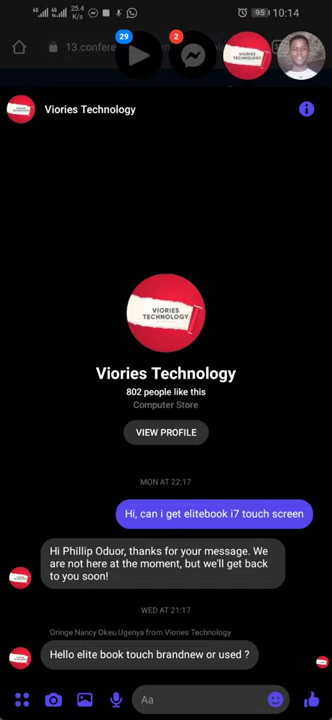 25.4
K/s
95
10:14
29
2
13.confere
Viories Technology
VIORIES
TECHNOLOGY
Viories Technology
802 people like this
Computer Store
VIEW PROFILE
MON AT 22:17
Hi, can i get elitebook i7 touch screen
Hi Phillip Oduor, thanks for your message. We
are not here at the moment, but we'll get back
to you soon!
WED AT 21:17
Oringe Nancy Okeu Ugenya from Viories Technology
Hello elite book touch brandnew or used ?
Aa